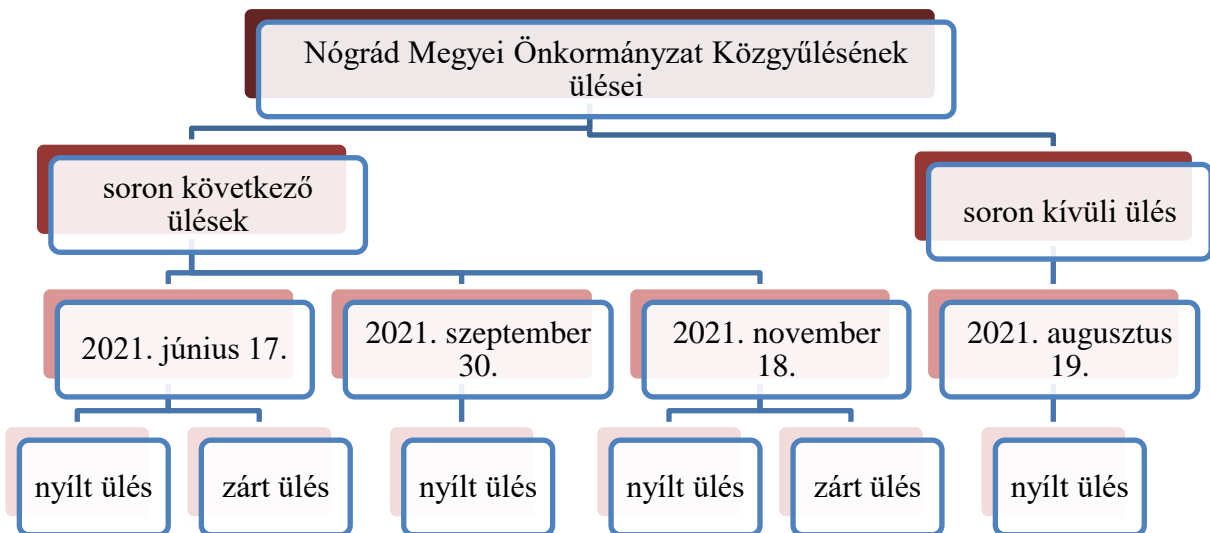 Nógrád Megyei Önkormányzat Közgyűlésének
ülései
soron következő
ülések
soron kívüli ülés
2021. június 17.
2021. szeptember
30.
2021. november
18.
2021. augusztus
19.
nyílt ülés
zárt ülés
nyílt ülés
nyílt ülés
zárt ülés
nyílt ülés